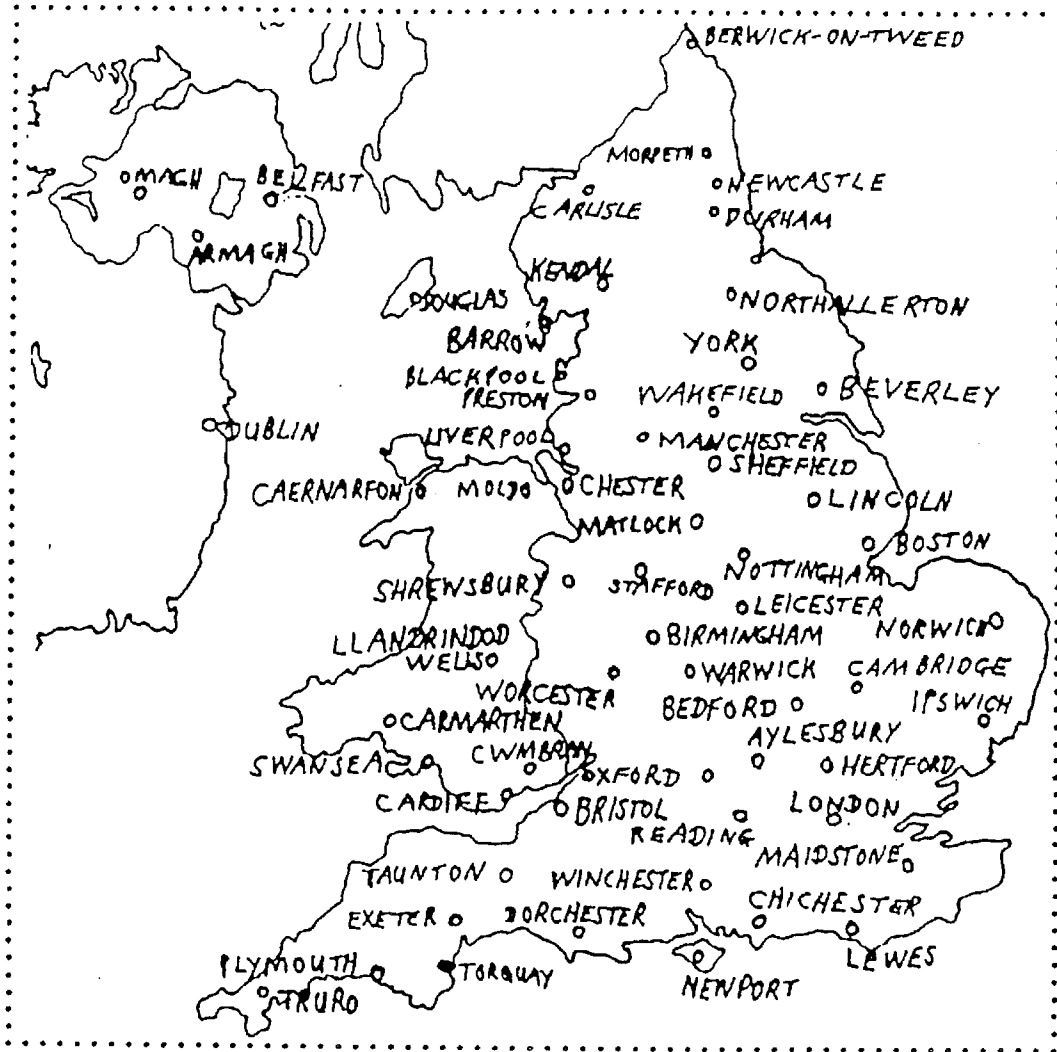 BERWICK-ON-TWEED
MORPETH
OMAGH
BELFAST
NEWCASTLE
CARLISLE
DURHAM
ARMAGH
KENDAL
DOUGLAS
NORTHALLERTON
BARROW
YORK
BLACKPOOL
PRESTON
WAKEFIELD
BEVERLEY
DUBLIN
LIVERPOOL
MANCHESTER
SHEFFIELD
CAERNARFON
MOLD
CHESTER
LINCOLN
MATLOCK
BOSTON
NOTTINGHAM
SHREWSBURY
STAFFORD
LEICESTER
NORWICH
LLANDRINDOD
WELLS
BIRMINGHAM
WARWICK
CAMBRIDGE
WORCESTER
BEDFORD
IPSWICH
CARMARTHEN
AYLESBURY
SWANSEA
CWMBRAN
OXFORD
HERTFORD
CARDIFF
BRISTOL
LONDON
READING
MAIDSTONE
TAUNTON
WINCHESTER
CHICHESTER
EXETER
DORCHESTER
LEWES
PLYMOUTH
TORQUAY
NEWPORT
TRURO